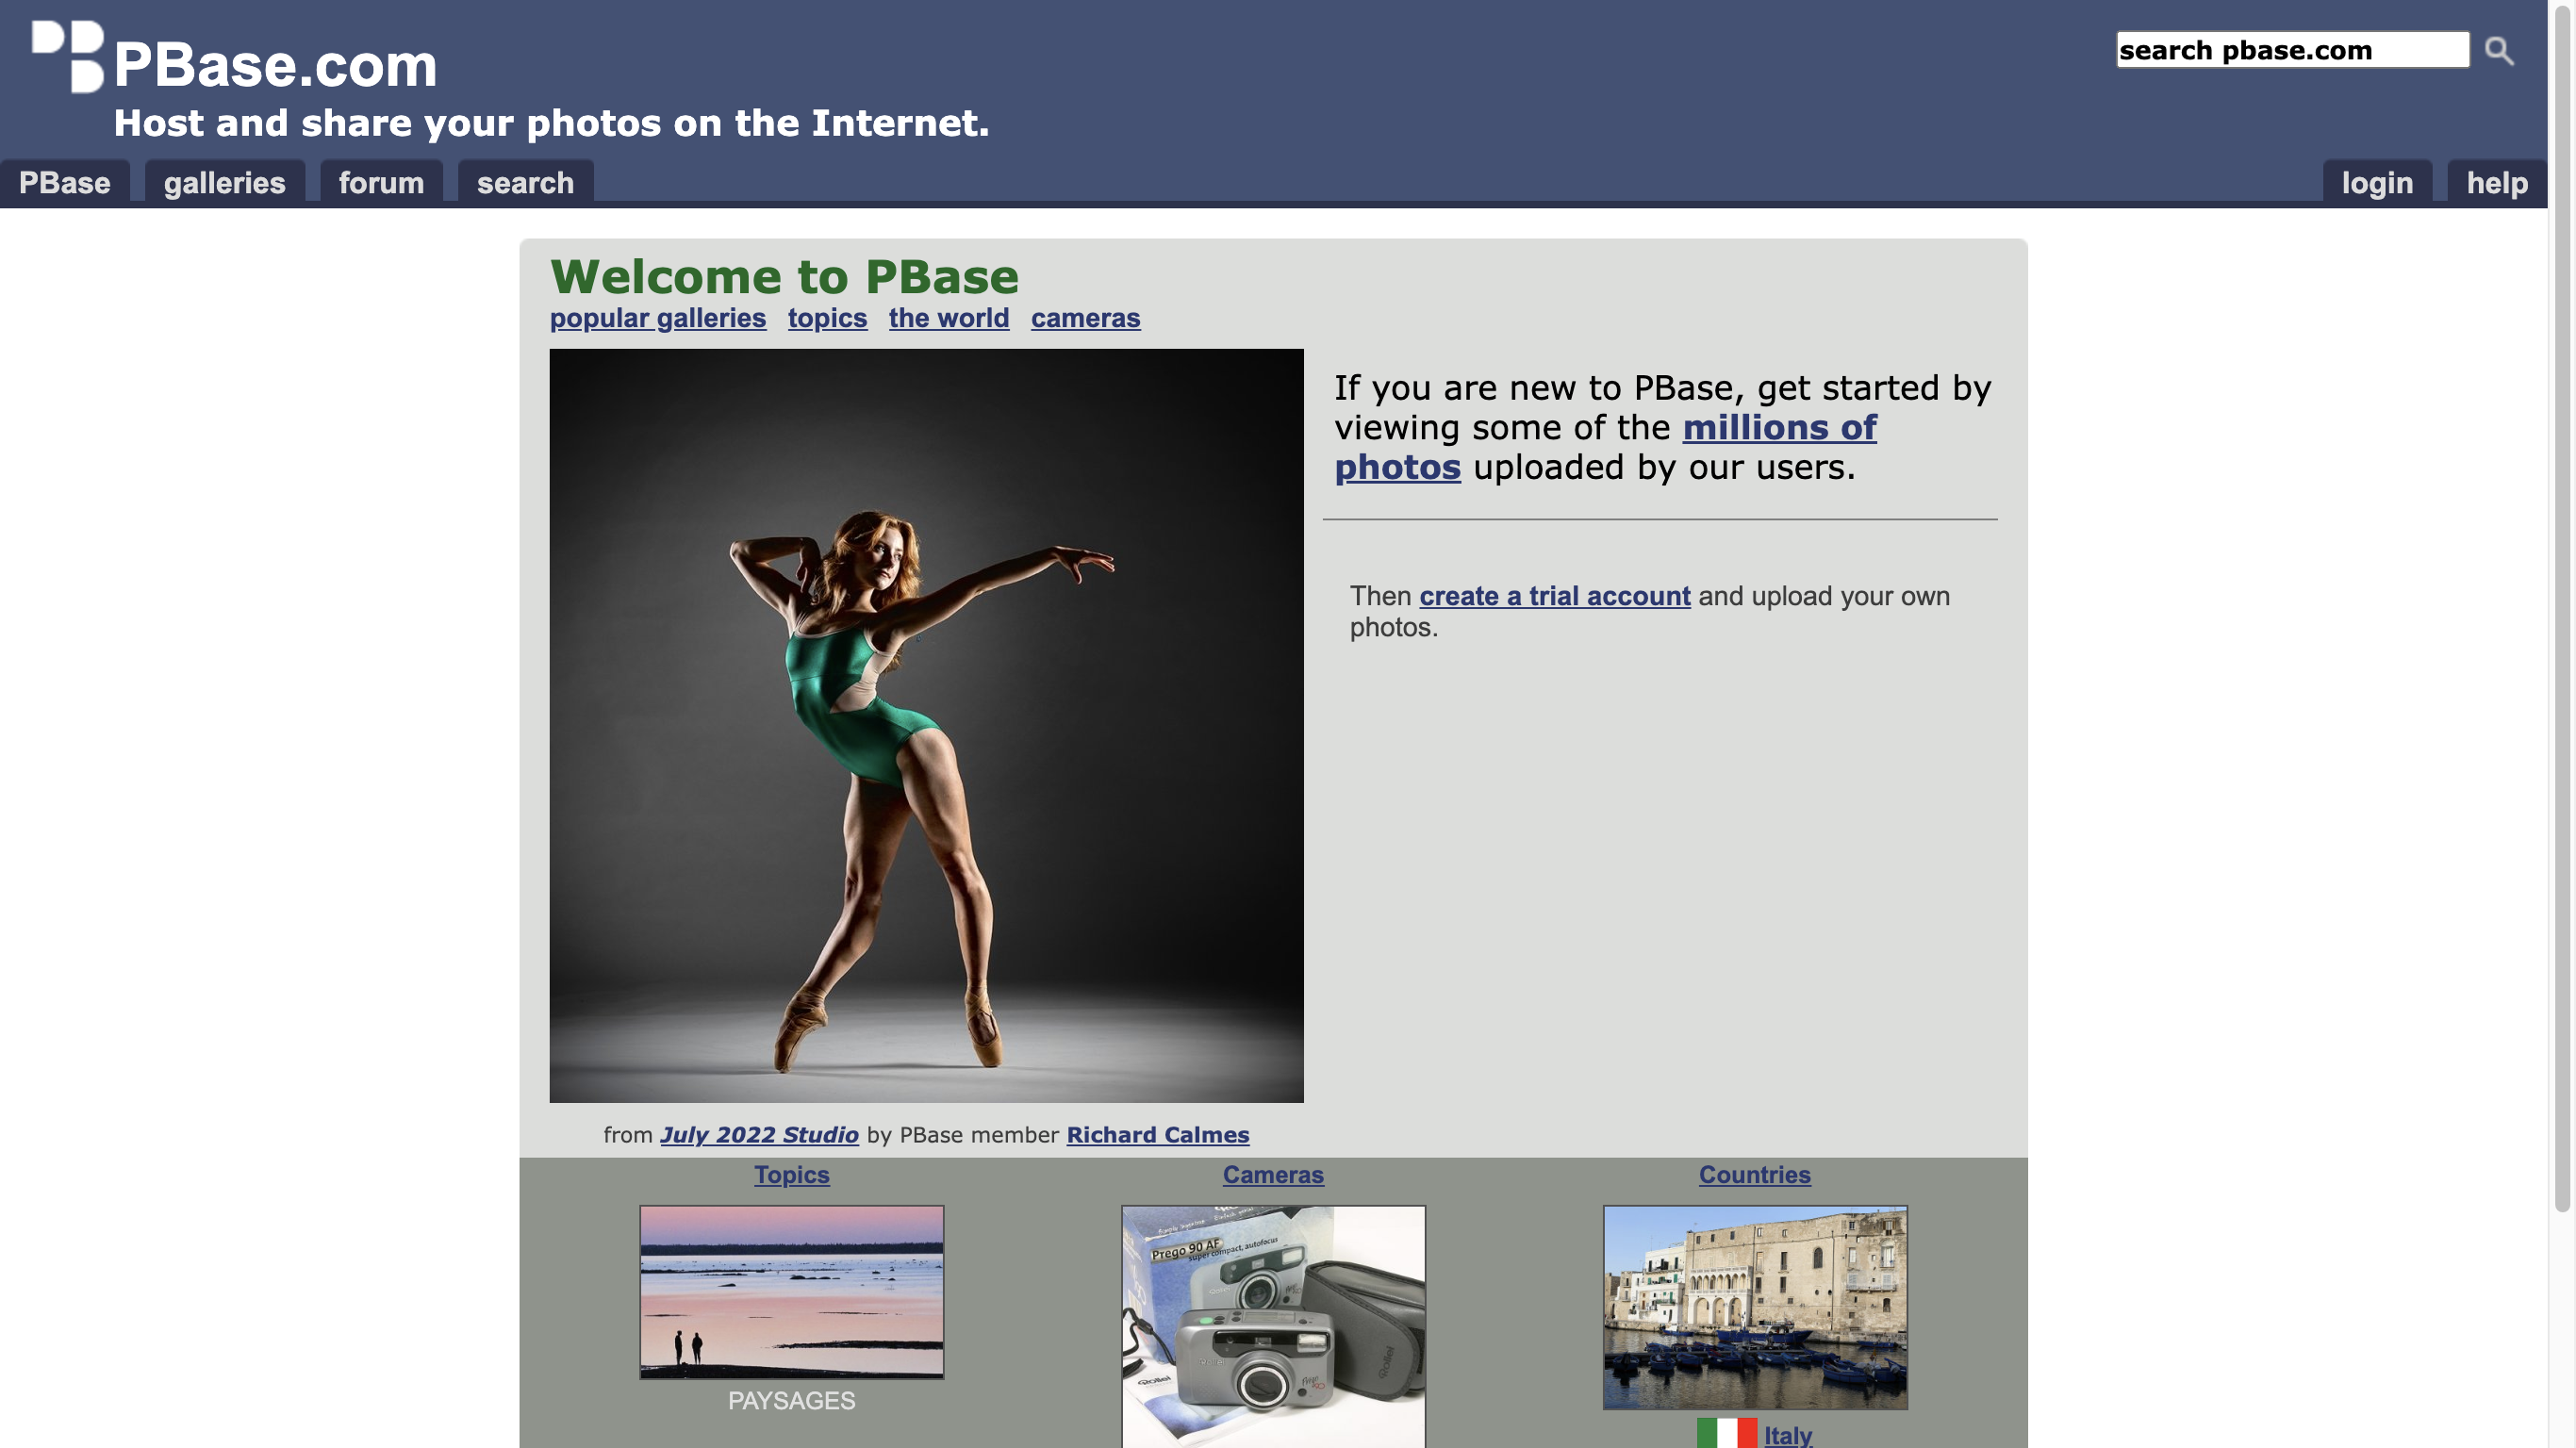 PBase.com
search pbase.com
Host and share your photos on the Internet.
PBase galleries forum search login help
Welcome to PBase
popular galleries topics the world cameras
If you are new to PBase, get started by
viewing some of the millions of
photos uploaded by our users.
Then create a trial account and upload your own
photos.
from July 2022 Studio by PBase member Richard Calmes
Topics
Cameras
Countries
Prego 90 AF
super compact, autofocus
Rollei
PAYSAGES
Italy